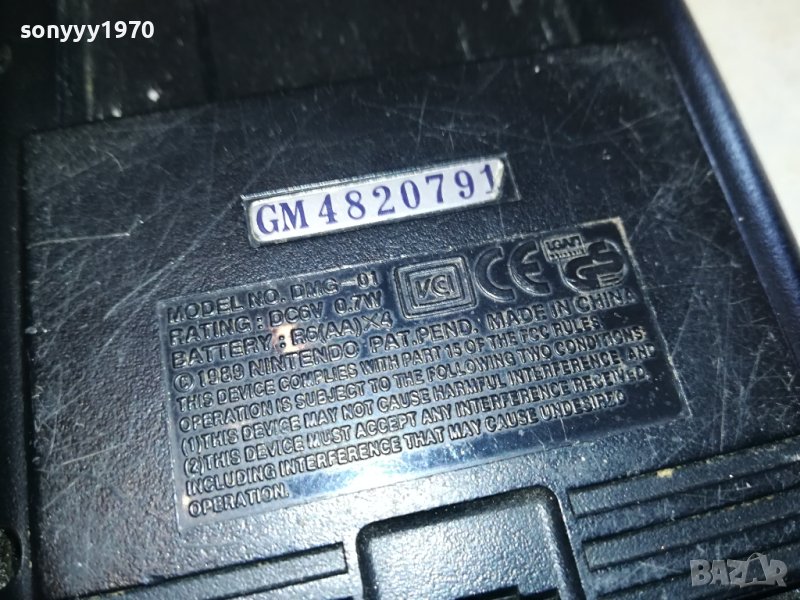 sonyyy1970
GM4820791
MODEL NO. DMG-01
RATING : DC6V 0.7W
BATTERY : R6(AA)X4
VCI
CE
© 1989 NINTENDO PAT.PEND. MADE IN CHINA
THIS DEVICE COMPLIES WITH PART 15 OF THE FCC RULES
OPERATION IS SUBJECT TO THE FOLLOWING TWO CONDITIONS:
(1)THIS DEVICE MAY NOT CAUSE HARMFUL INTERFERENCE, AND
(2)THIS DEVICE MUST ACCEPT ANY INTERFERENCE RECEIVED,
INCLUDING INTERFERENCE THAT MAY CAUSE UNDESIRED
OPERATION.
BAZAR